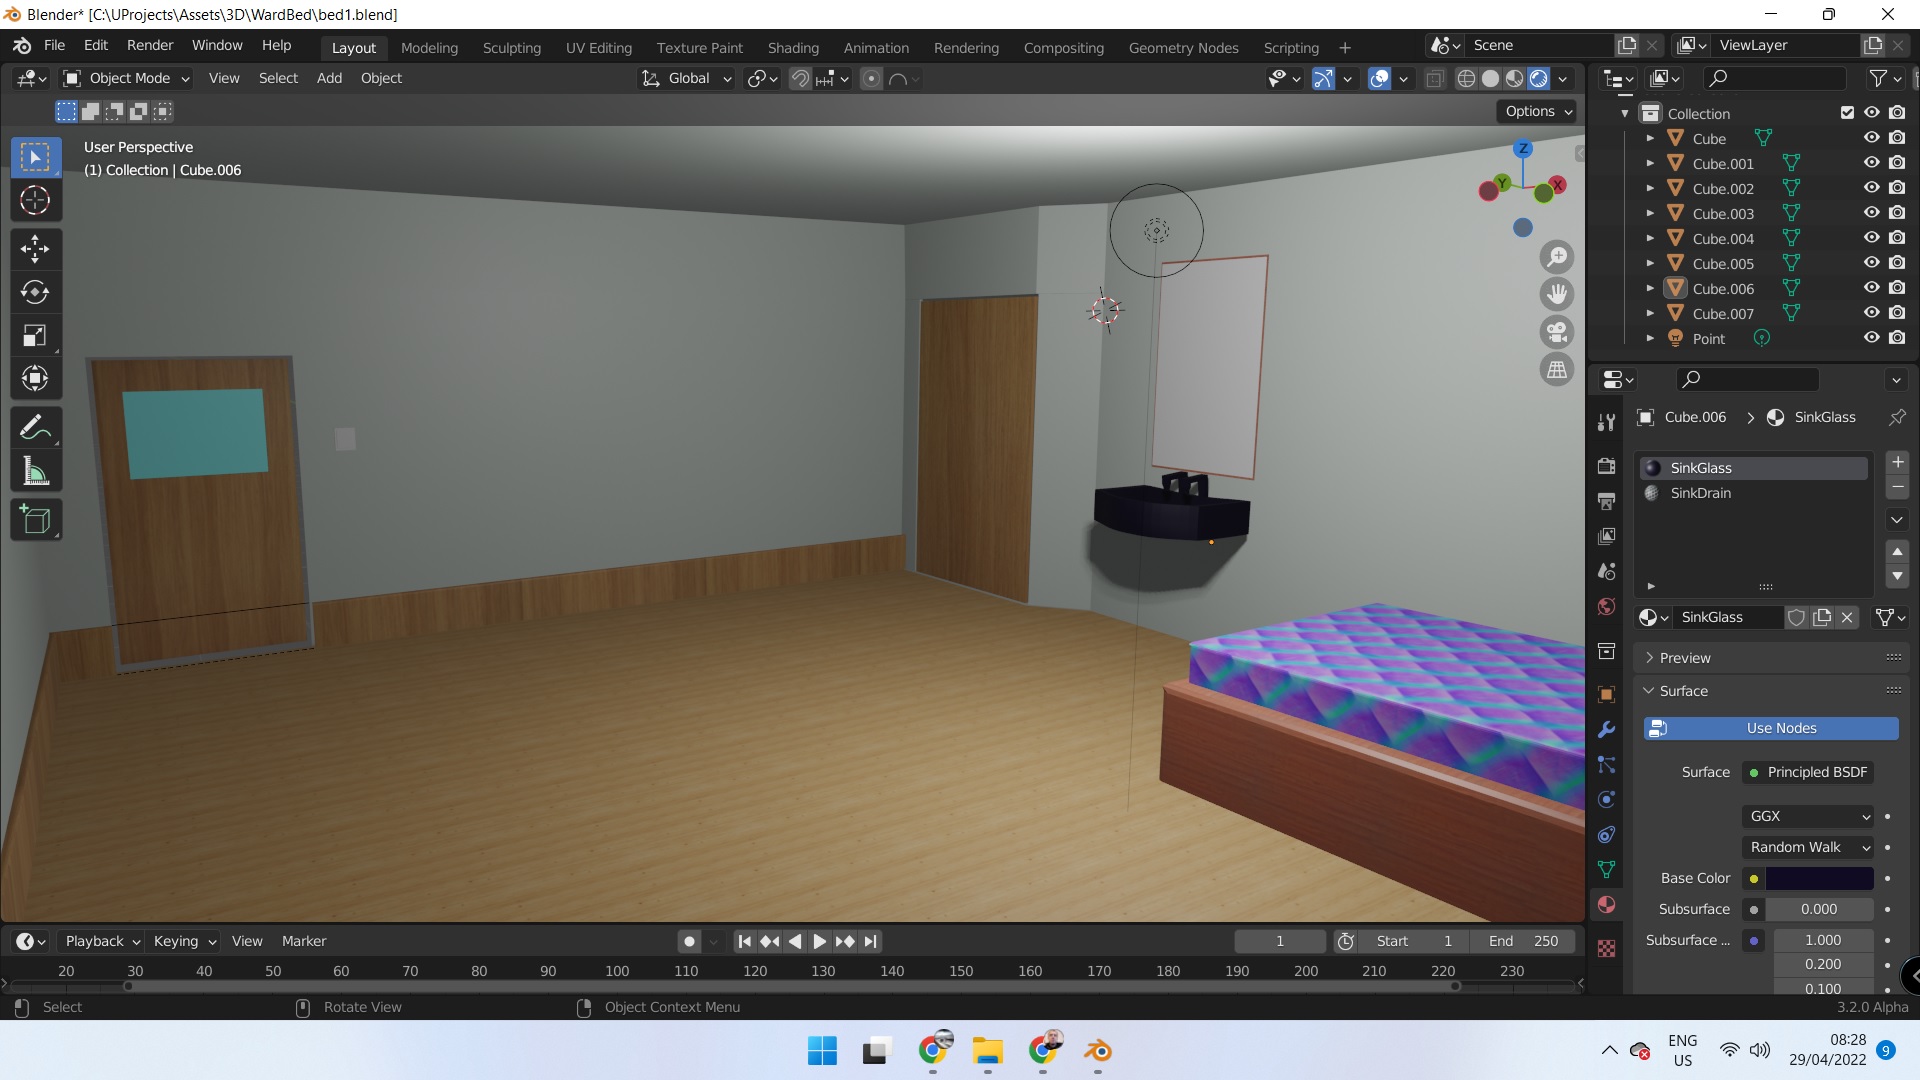 Blender* [C:\UProjects\Assets\3D\WardBed\bed1.blend]
File Edit Render Window Help Layout Modeling Sculpting UV Editing Texture Paint Shading Animation Rendering Compositing Geometry Nodes Scripting + Scene ViewLayer
Object Mode View Select Add Object Global
Options
User Perspective
(1) Collection | Cube.006
Z
Y
X
Collection
Cube
Cube.001
Cube.002
Cube.003
Cube.004
Cube.005
Cube.006
Cube.007
Point
Cube.006 > SinkGlass
SinkGlass
SinkDrain
SinkGlass
Preview
Surface
Use Nodes
Surface Principled BSDF
GGX
Random Walk
Base Color
Subsurface 0.000
Subsurface ... 1.000
0.200
0.100
Playback Keying View Marker 1 Start 1 End 250
20 30 40 50 60 70 80 90 100 110 120 130 140 150 160 170 180 190 200 210 220 230
Select Rotate View Object Context Menu 3.2.0 Alpha
ENG
US
08:28
29/04/2022
9